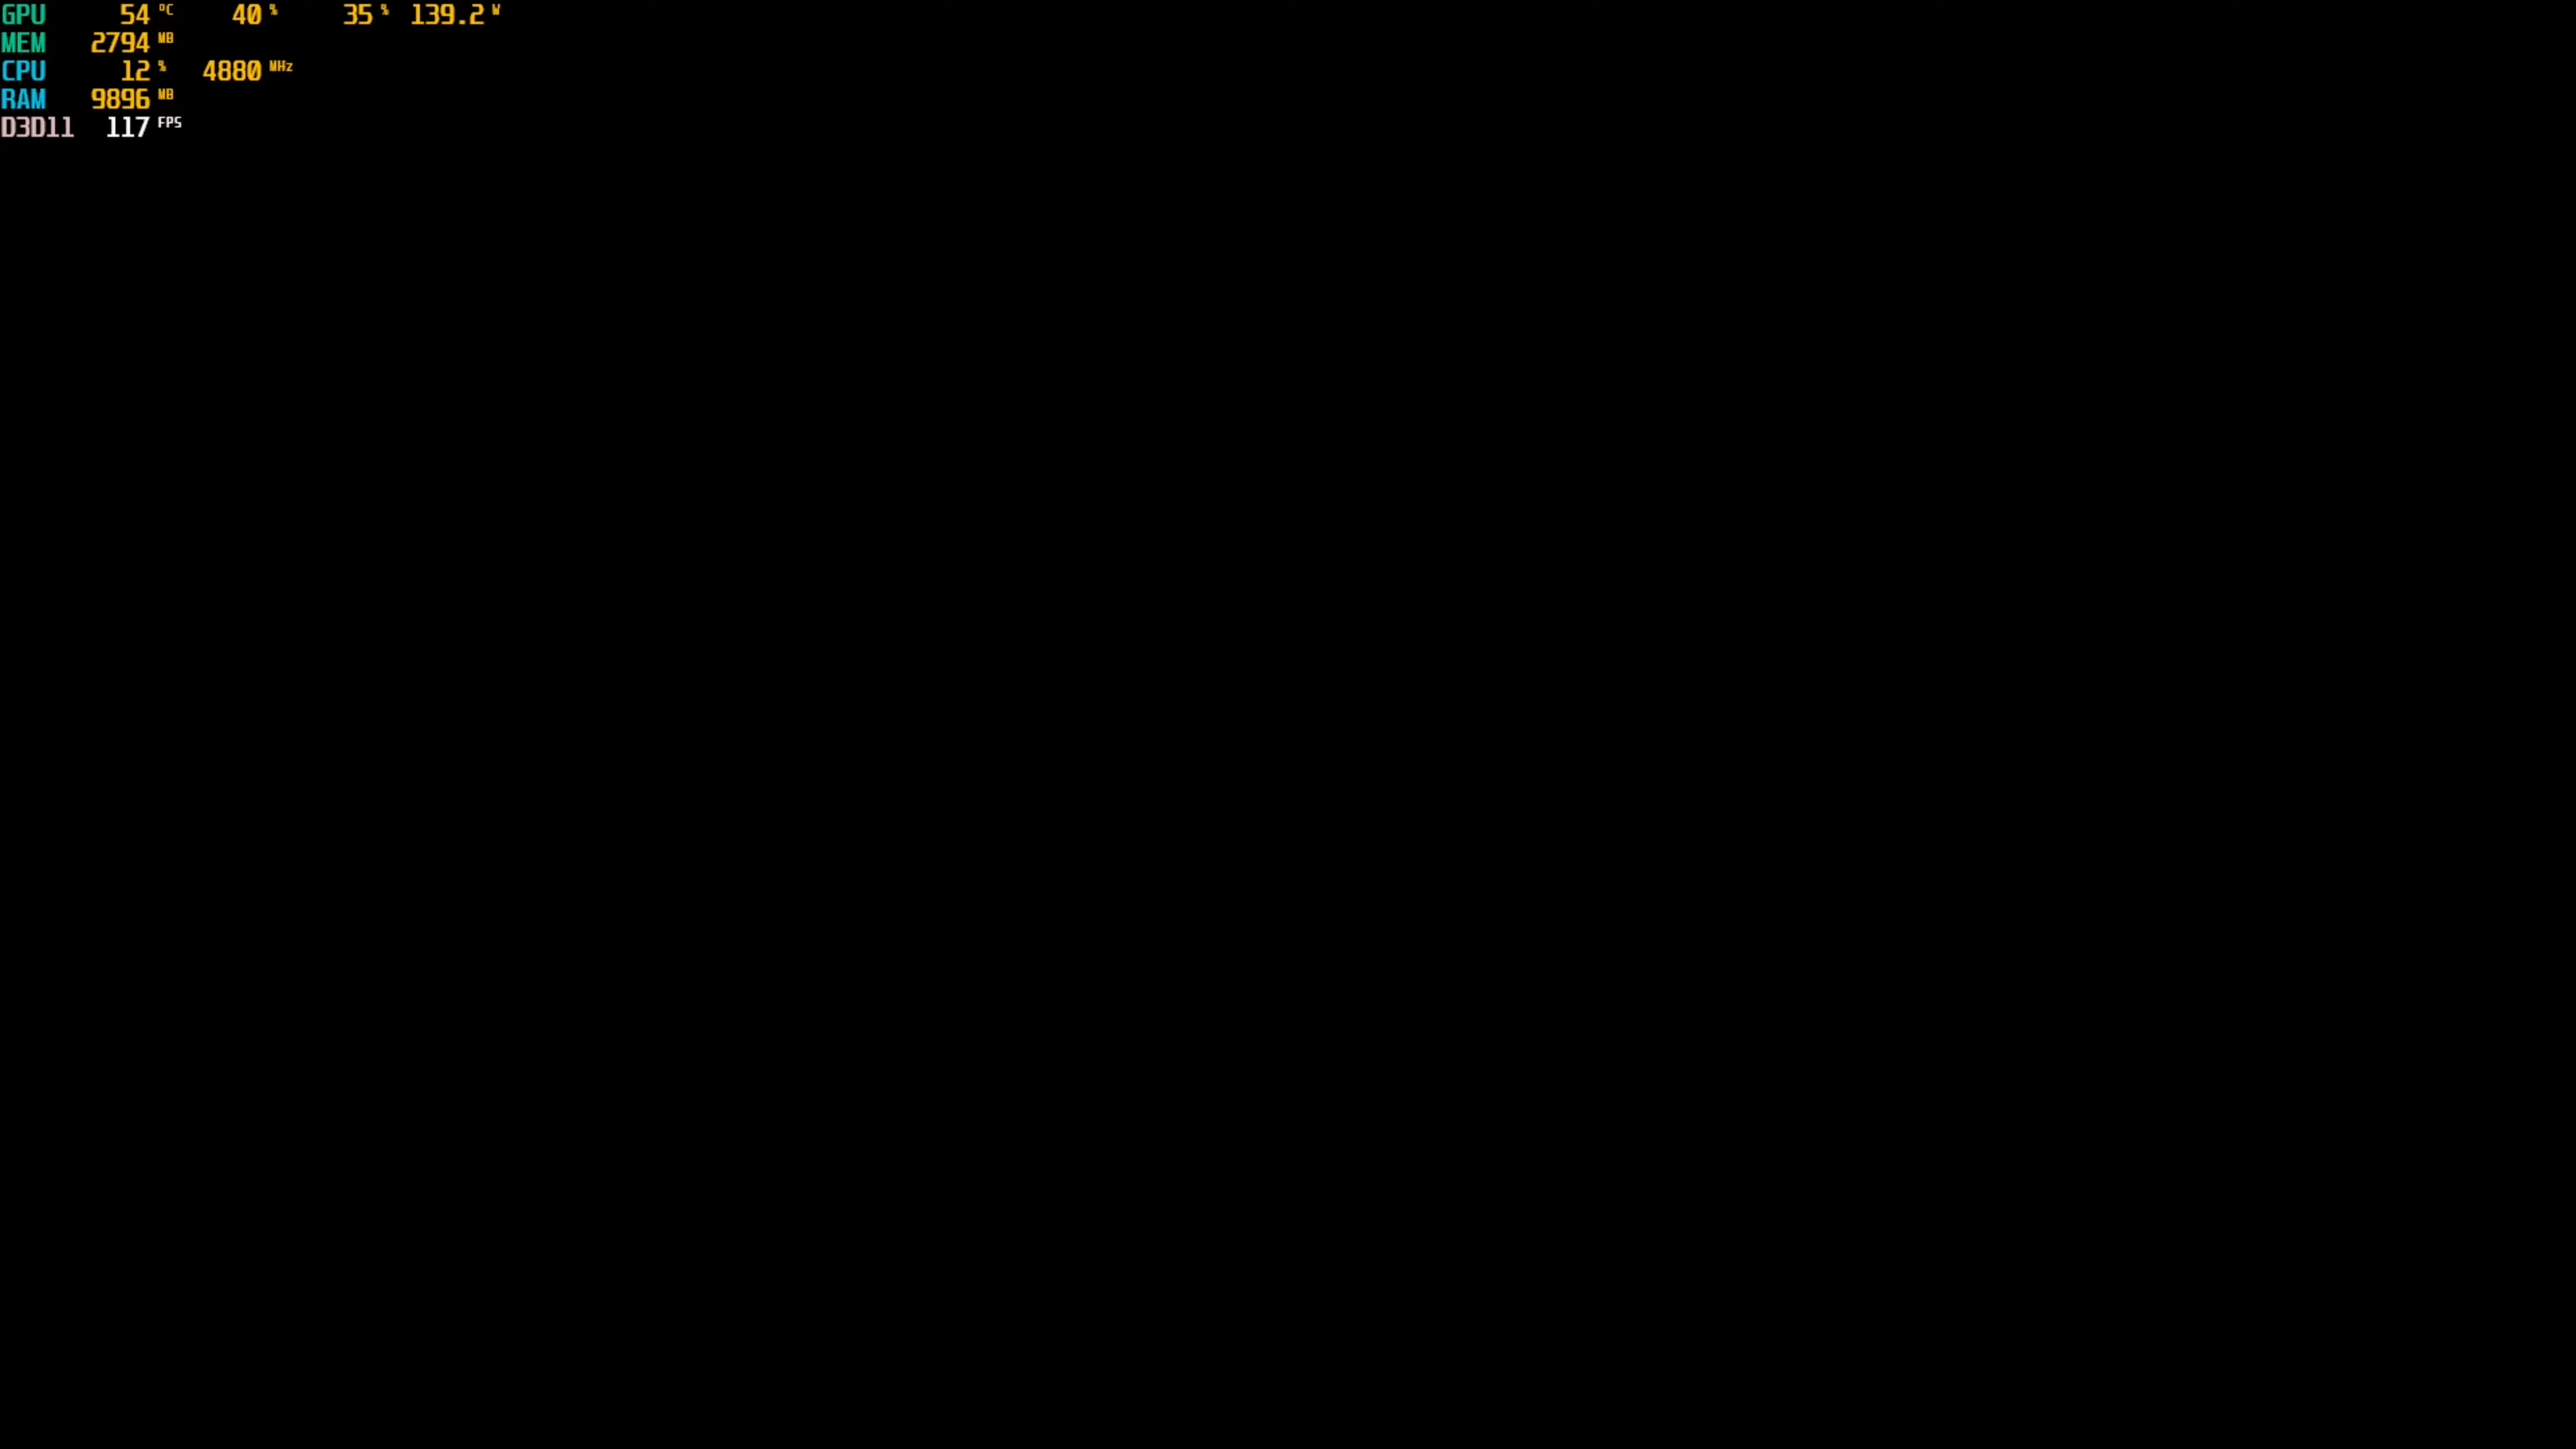 GPU 54 °C 40 % 35 % 139.2 W
MEM 2794 MB
CPU 12 % 4880 MHz
RAM 9896 MB
D3D11 117 FPS